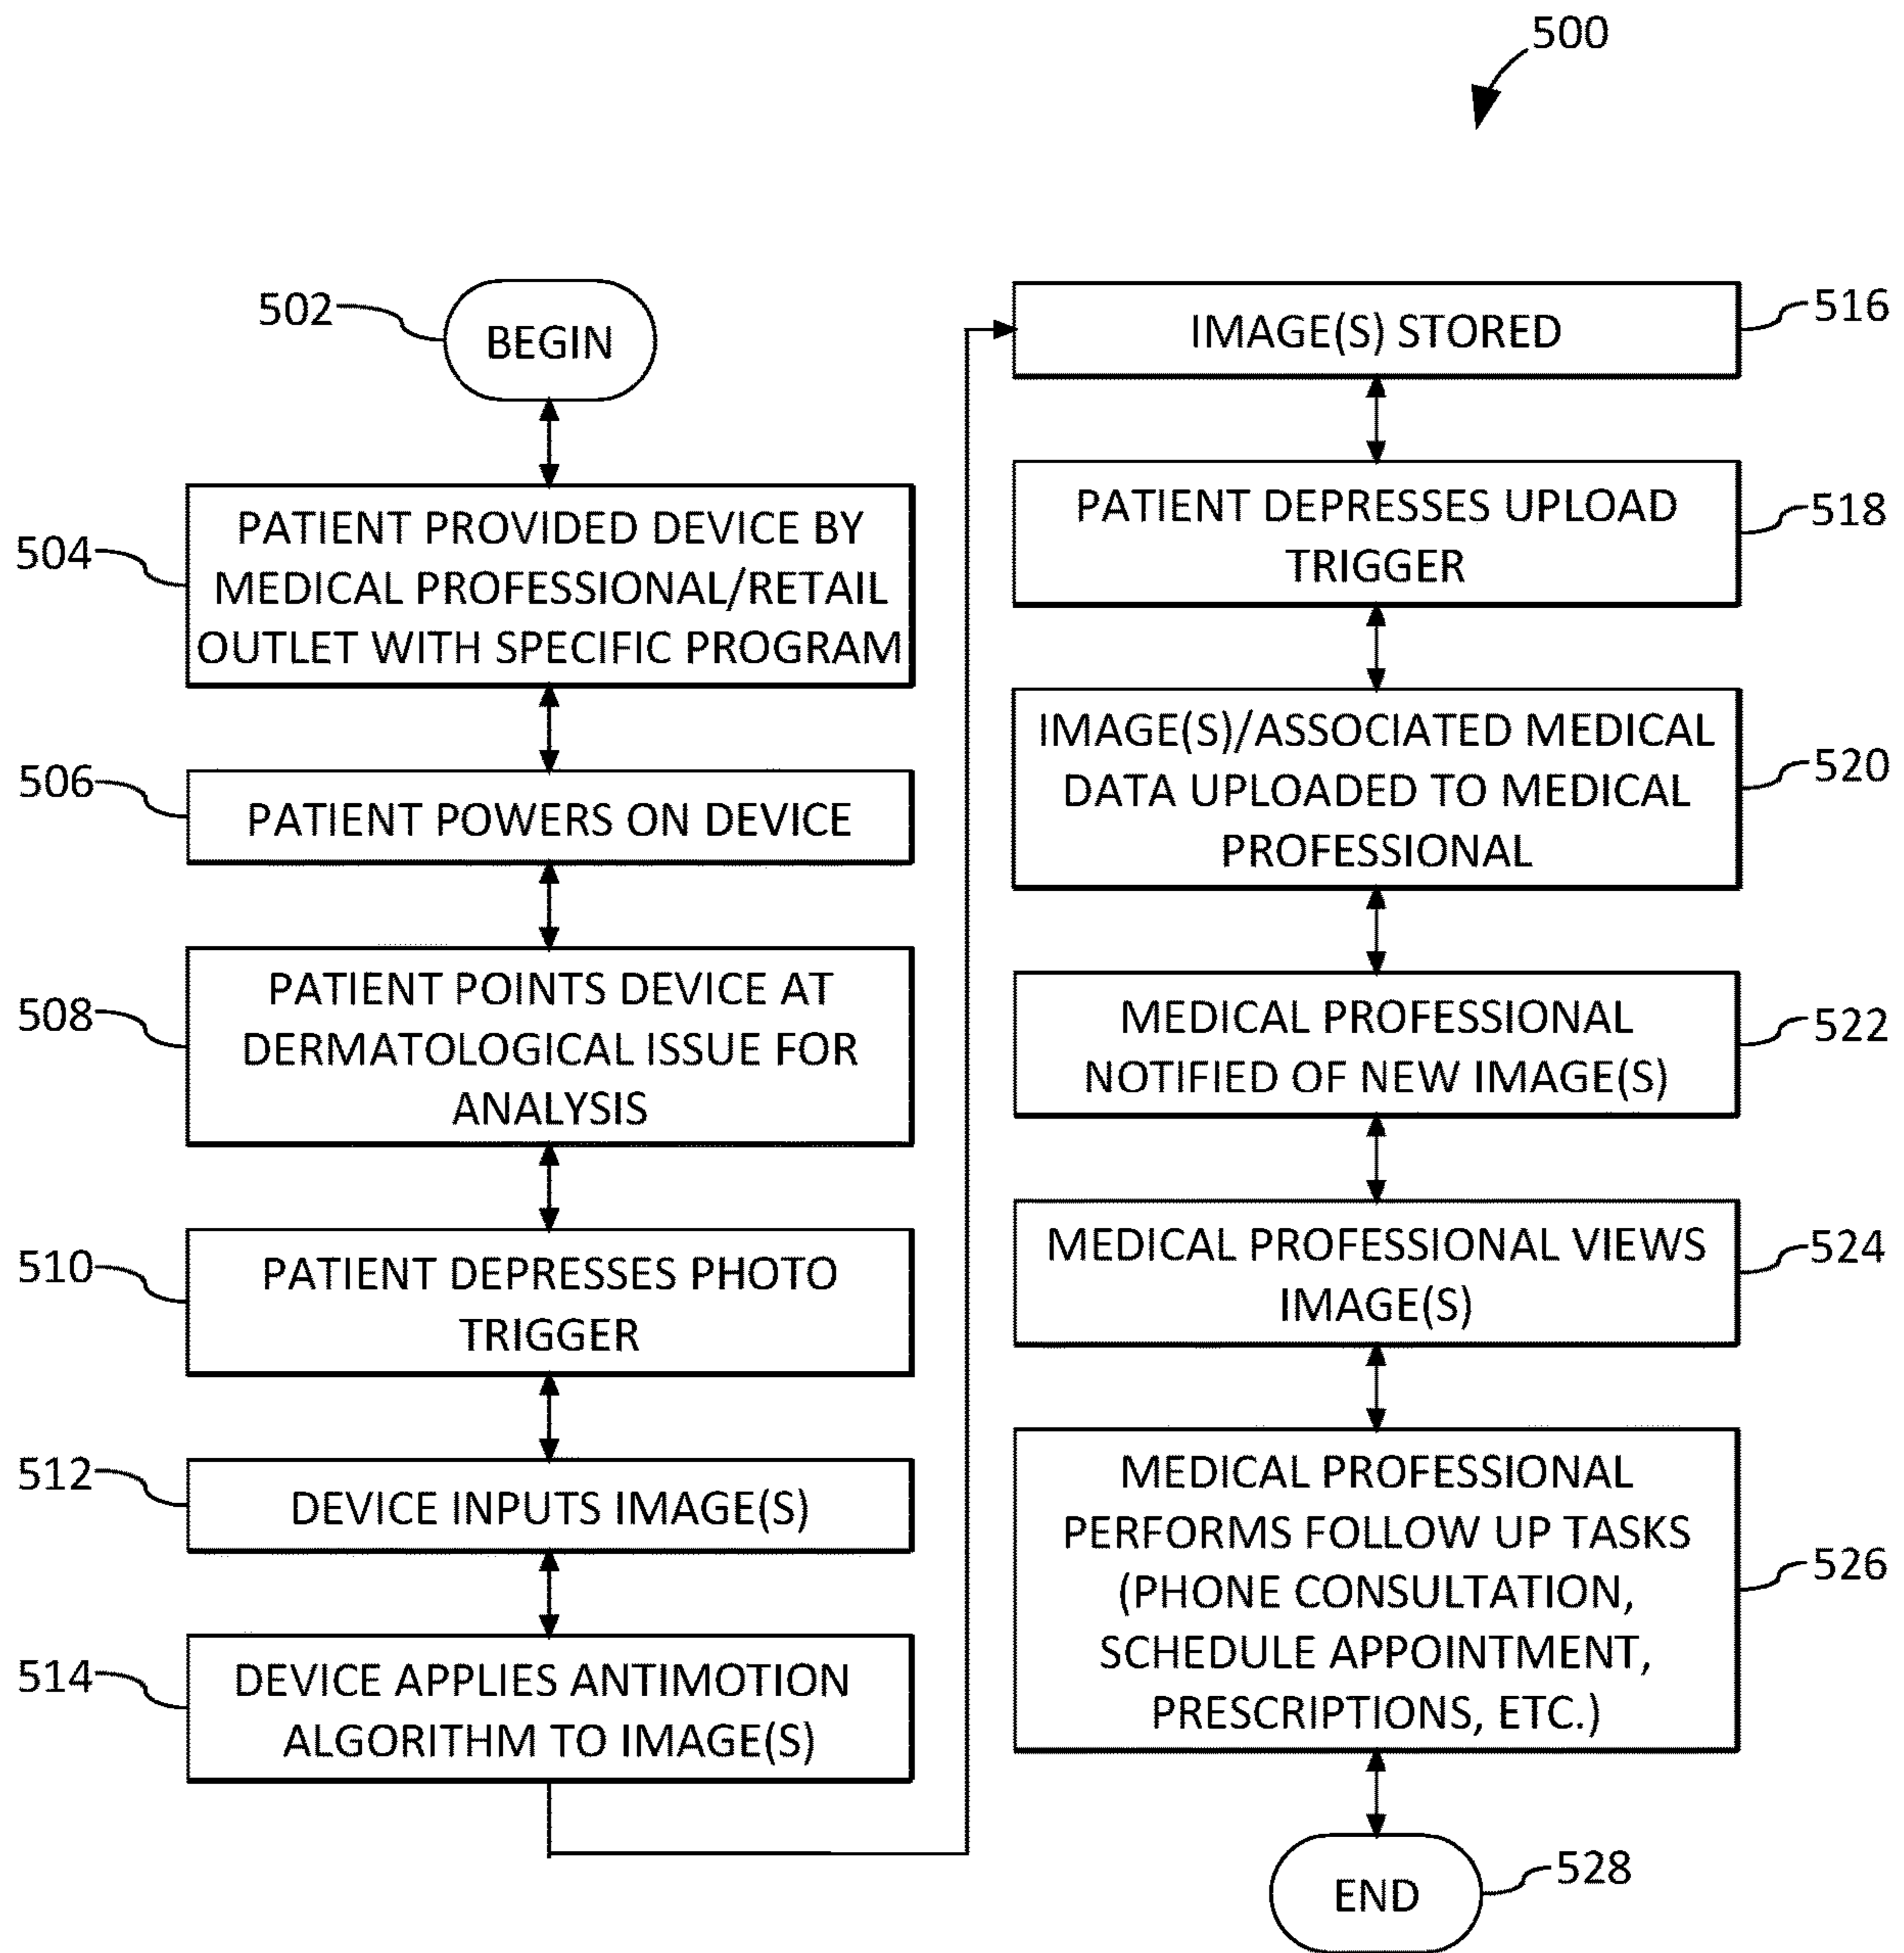 500
502
BEGIN
504
PATIENT PROVIDED DEVICE BY
MEDICAL PROFESSIONAL/RETAIL
OUTLET WITH SPECIFIC PROGRAM
506
PATIENT POWERS ON DEVICE
508
PATIENT POINTS DEVICE AT
DERMATOLOGICAL ISSUE FOR
ANALYSIS
510
PATIENT DEPRESSES PHOTO
TRIGGER
512
DEVICE INPUTS IMAGE(S)
514
DEVICE APPLIES ANTIMOTION
ALGORITHM TO IMAGE(S)
IMAGE(S) STORED
516
PATIENT DEPRESSES UPLOAD
TRIGGER
518
IMAGE(S)/ASSOCIATED MEDICAL
DATA UPLOADED TO MEDICAL
PROFESSIONAL
520
MEDICAL PROFESSIONAL
NOTIFIED OF NEW IMAGE(S)
522
MEDICAL PROFESSIONAL VIEWS
IMAGE(S)
524
MEDICAL PROFESSIONAL
PERFORMS FOLLOW UP TASKS
(PHONE CONSULTATION,
SCHEDULE APPOINTMENT,
PRESCRIPTIONS, ETC.)
526
END
528